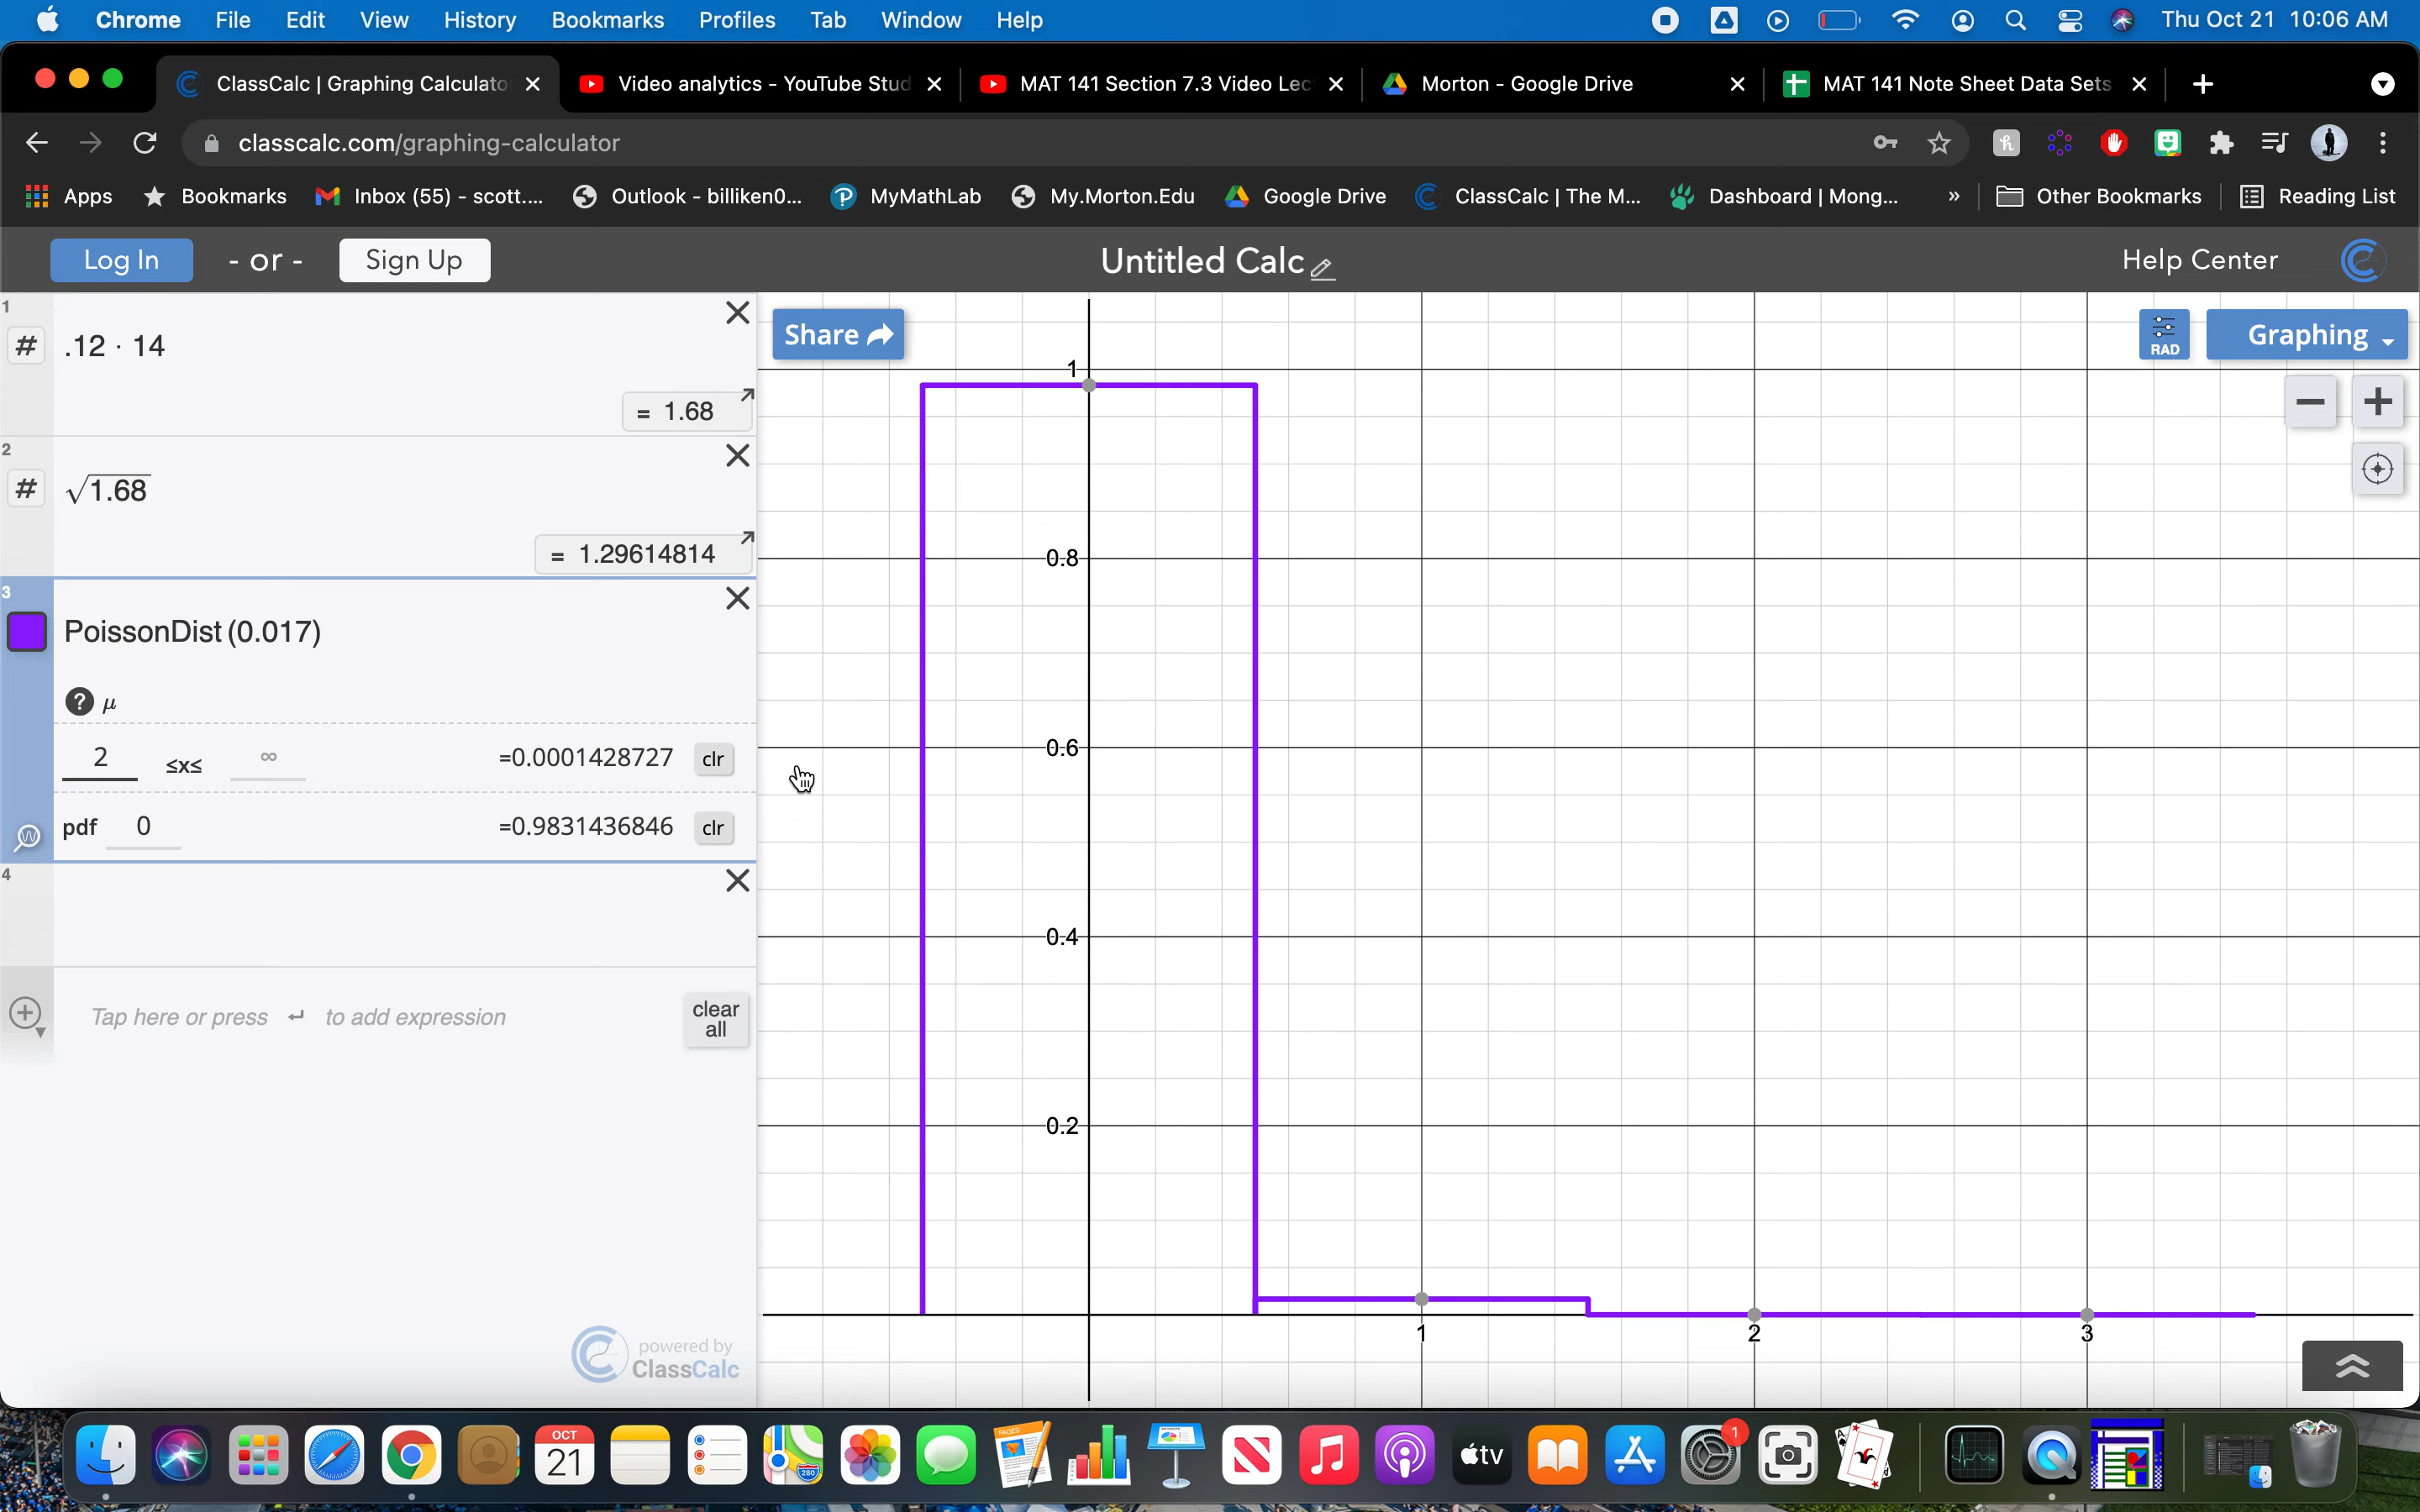 Chrome File Edit View History Bookmarks Profiles Tab Window Help Thu Oct 21 10:06 AM
ClassCalc | Graphing Calculato Video analytics - YouTube Stud MAT 141 Section 7.3 Video Lec Morton - Google Drive MAT 141 Note Sheet Data Sets
classcalc.com/graphing-calculator
Apps Bookmarks Inbox (55) - scott.... Outlook - billiken0... MyMathLab My.Morton.Edu Google Drive ClassCalc | The M... Dashboard | Mong... » Other Bookmarks Reading List
Log In - or - Sign Up Untitled Calc Help Center
1
# .12 · 14
= 1.68
2
# √1.68
= 1.29614814
3
PoissonDist (0.017)
? μ
2 ≤x≤ ∞ =0.0001428727 clr
pdf 0 =0.9831436846 clr
4
Tap here or press ↵ to add expression clear all
powered by
ClassCalc
Share
RAD Graphing
1
0.8
0.6
0.4
0.2
1 2 3
OCT
21
PAGES
280
tv
1
A